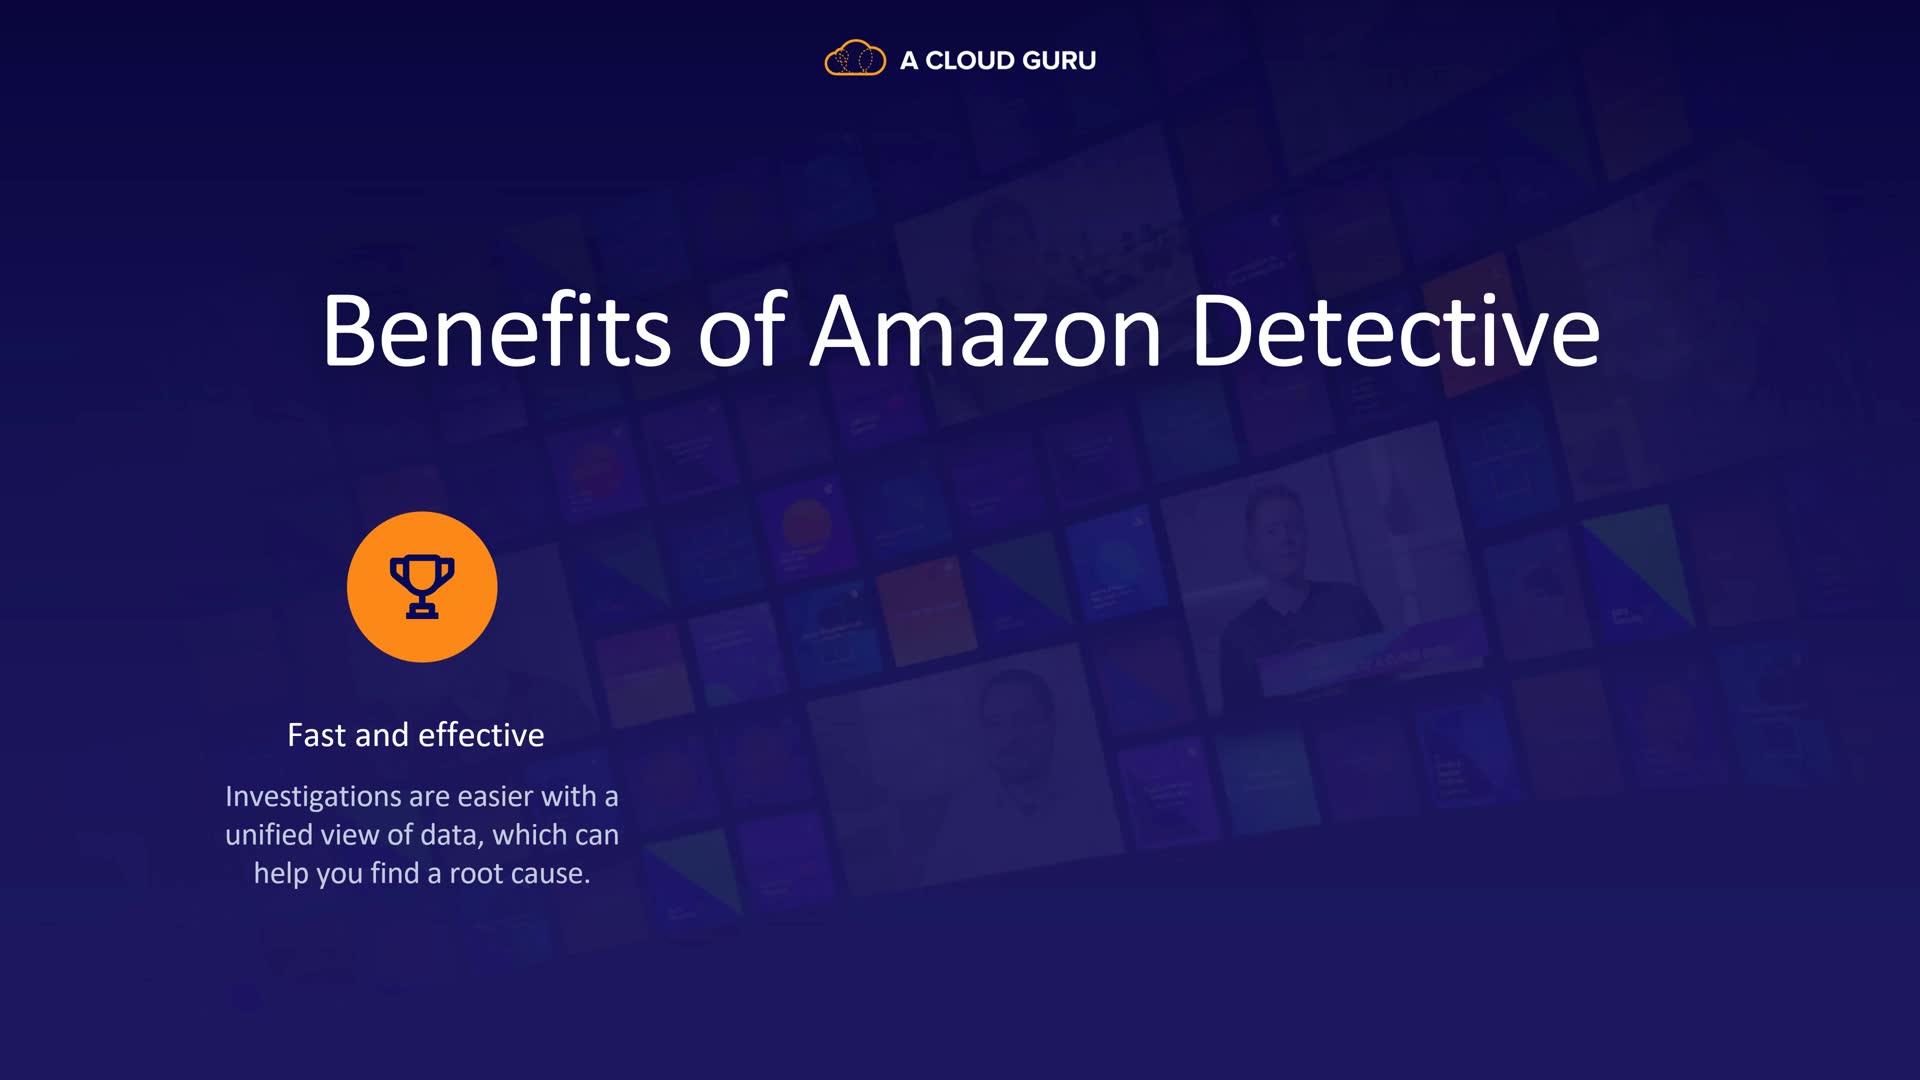 A CLOUD GURU
Benefits of Amazon Detective
Fast and effective
Investigations are easier with a
unified view of data, which can
help you find a root cause.